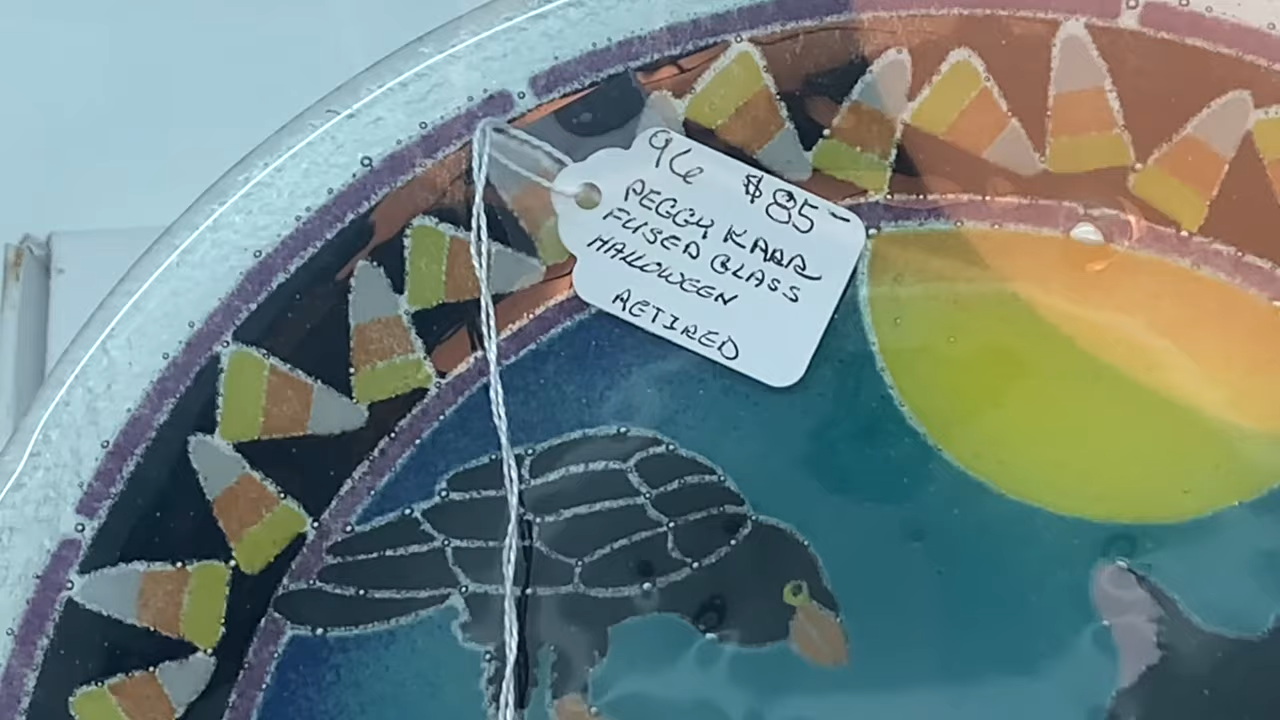 96 $85-
PEGGY KARR
FUSED GLASS
HALLOWEEN
RETIRED